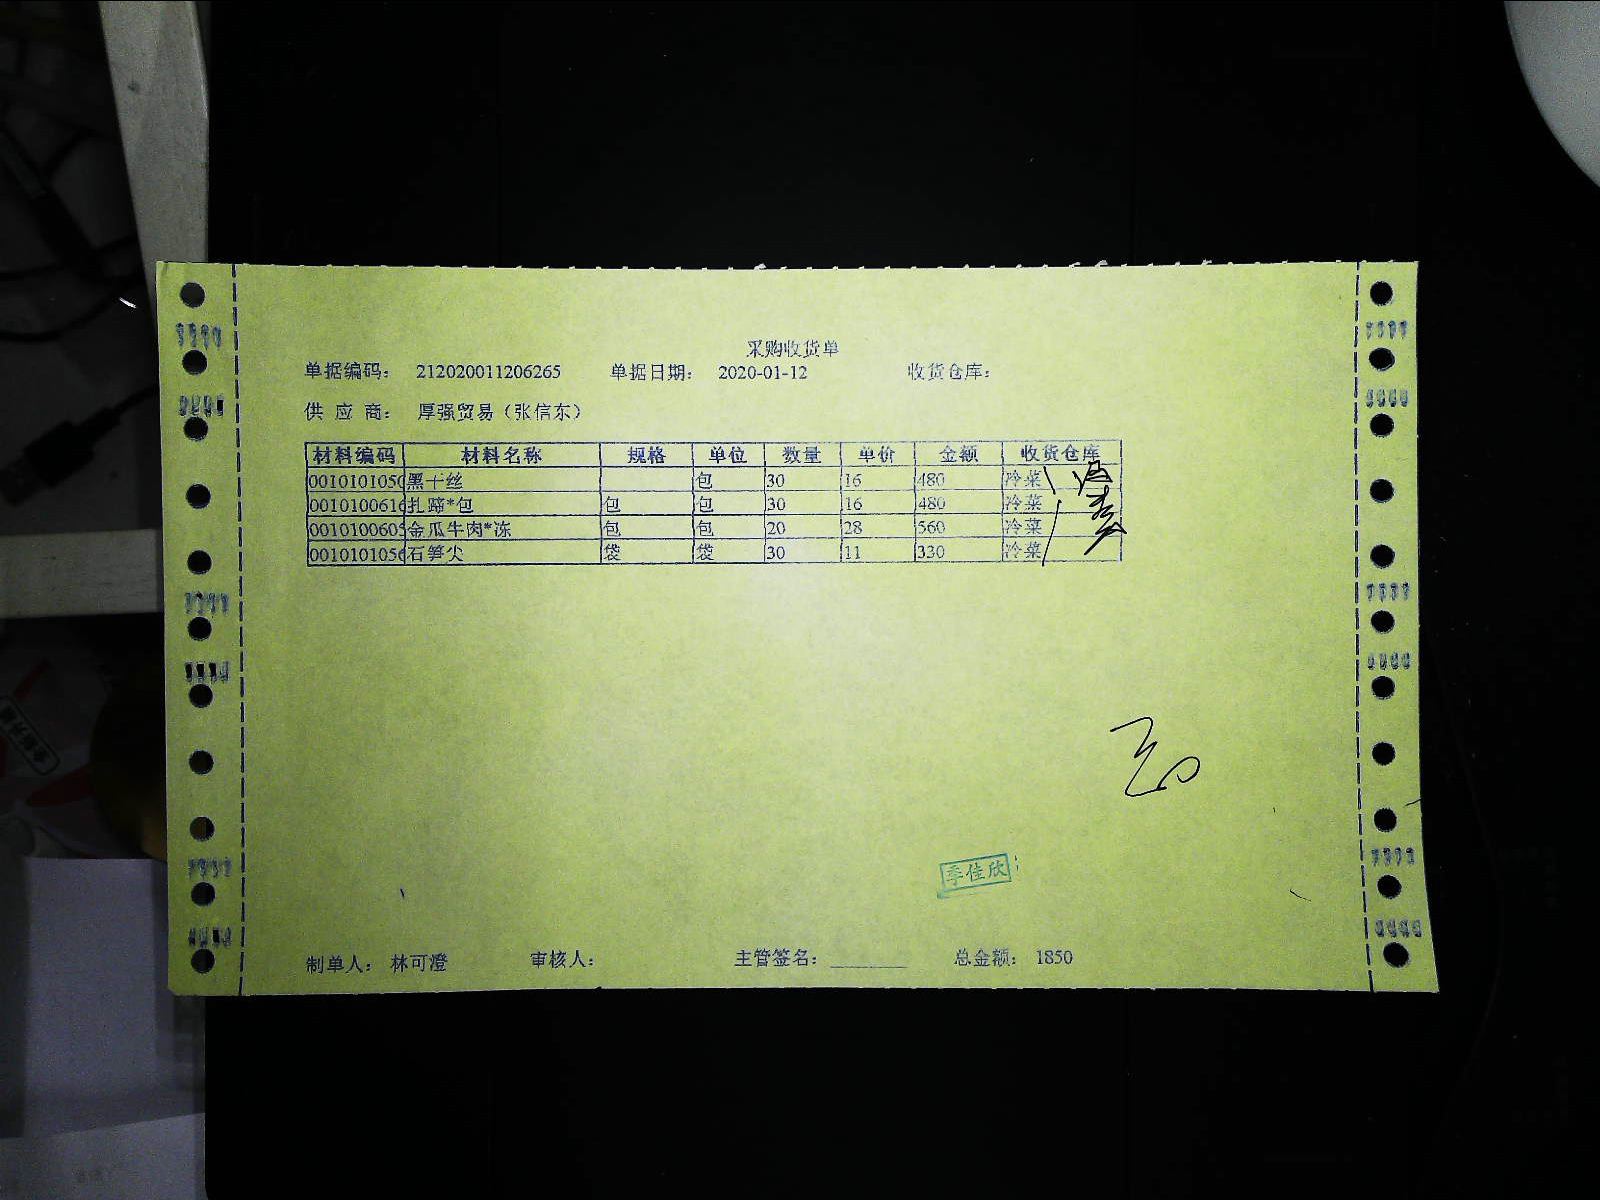 采购收货单
单据编码： 212020011206265 单据日期： 2020-01-12 收货仓库：
供 应 商： 厚强贸易（张信东）
材料编码 材料名称 规格 单位 数量 单价 金额 收货仓库
0010101050 黑干丝 包 30 16 480 冷菜
0010100616 扎蹄*包 包 包 30 16 480 冷菜
0010100605 金瓜牛肉*冻 包 包 20 28 560 冷菜
0010101056 石笋尖 袋 袋 30 11 330 冷菜
季佳欣
制单人： 林可澄 审核人： 主管签名： 总金额： 1850